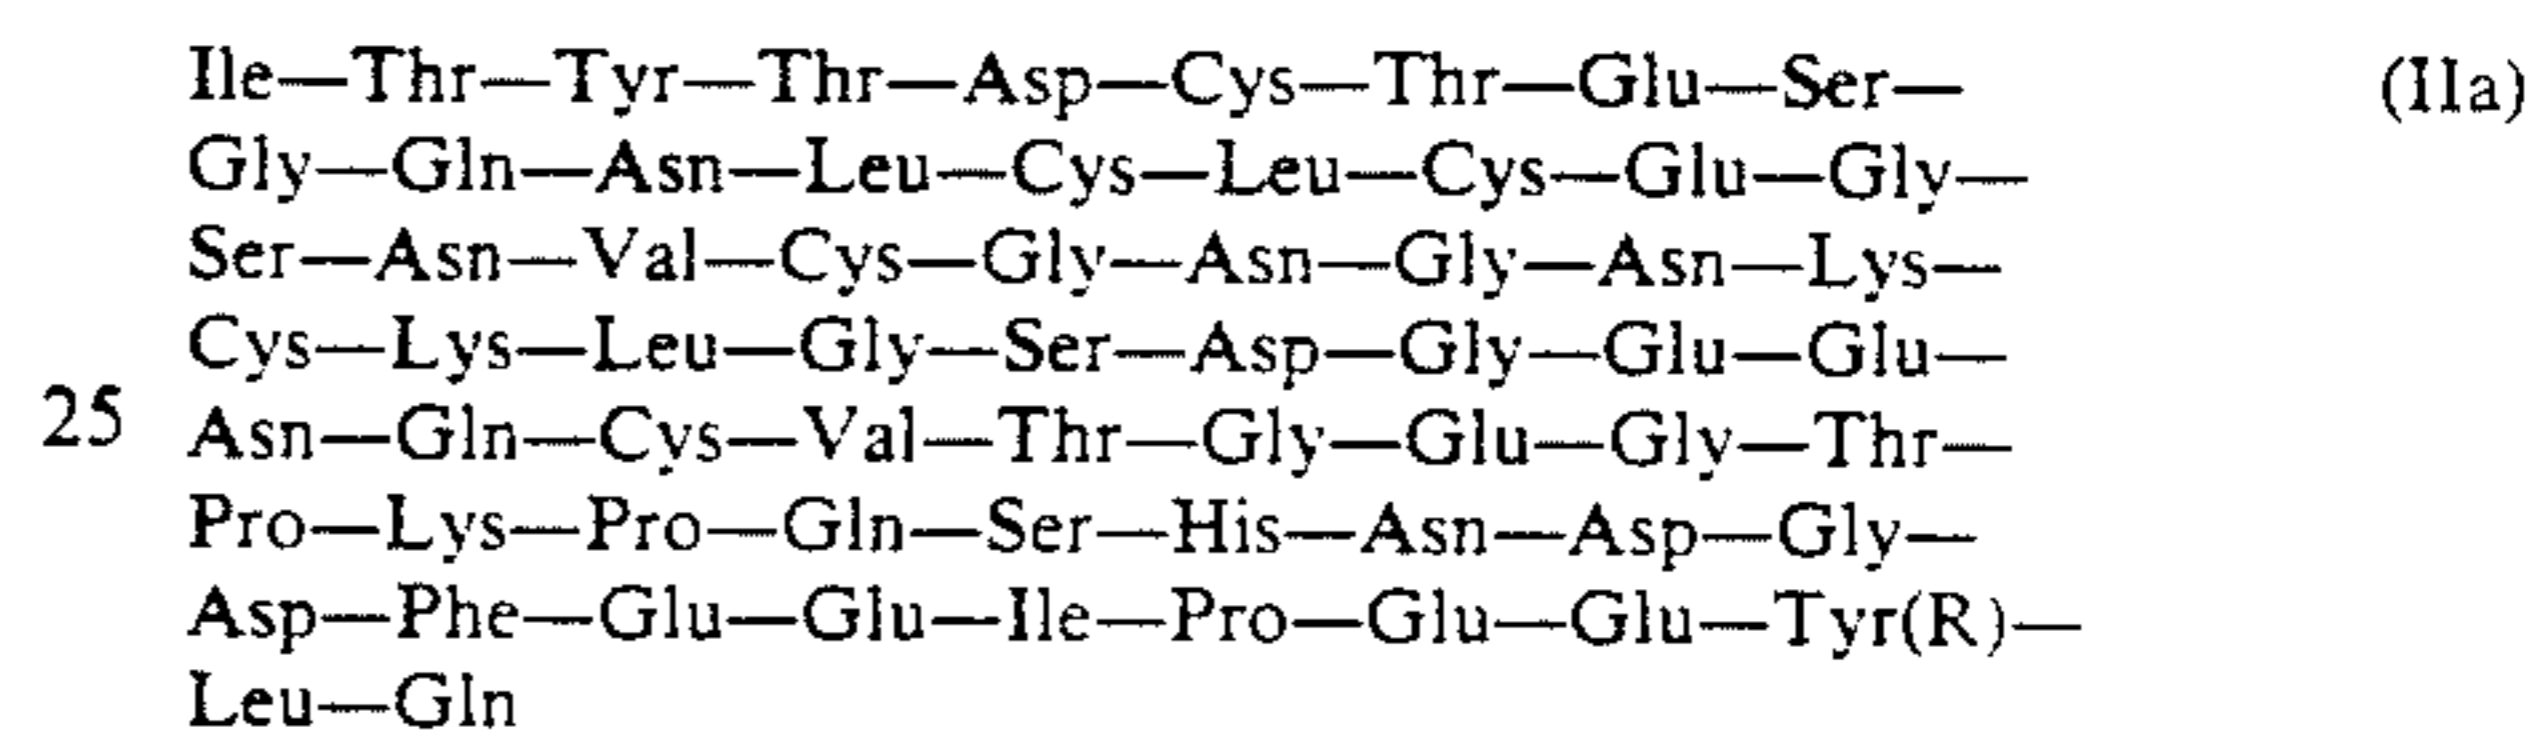 Ile—Thr—Tyr—Thr—Asp—Cys—Thr—Glu—Ser— (IIa)
Gly—Gln—Asn—Leu—Cys—Leu—Cys—Glu—Gly—
Ser—Asn—Val—Cys—Gly—Asn—Gly—Asn—Lys—
Cys—Lys—Leu—Gly—Ser—Asp—Gly—Glu—Glu—
25 Asn—Gln—Cys—Val—Thr—Gly—Glu—Gly—Thr—
Pro—Lys—Pro—Gln—Ser—His—Asn—Asp—Gly—
Asp—Phe—Glu—Glu—Ile—Pro—Glu—Glu—Tyr(R)—
Leu—Gln